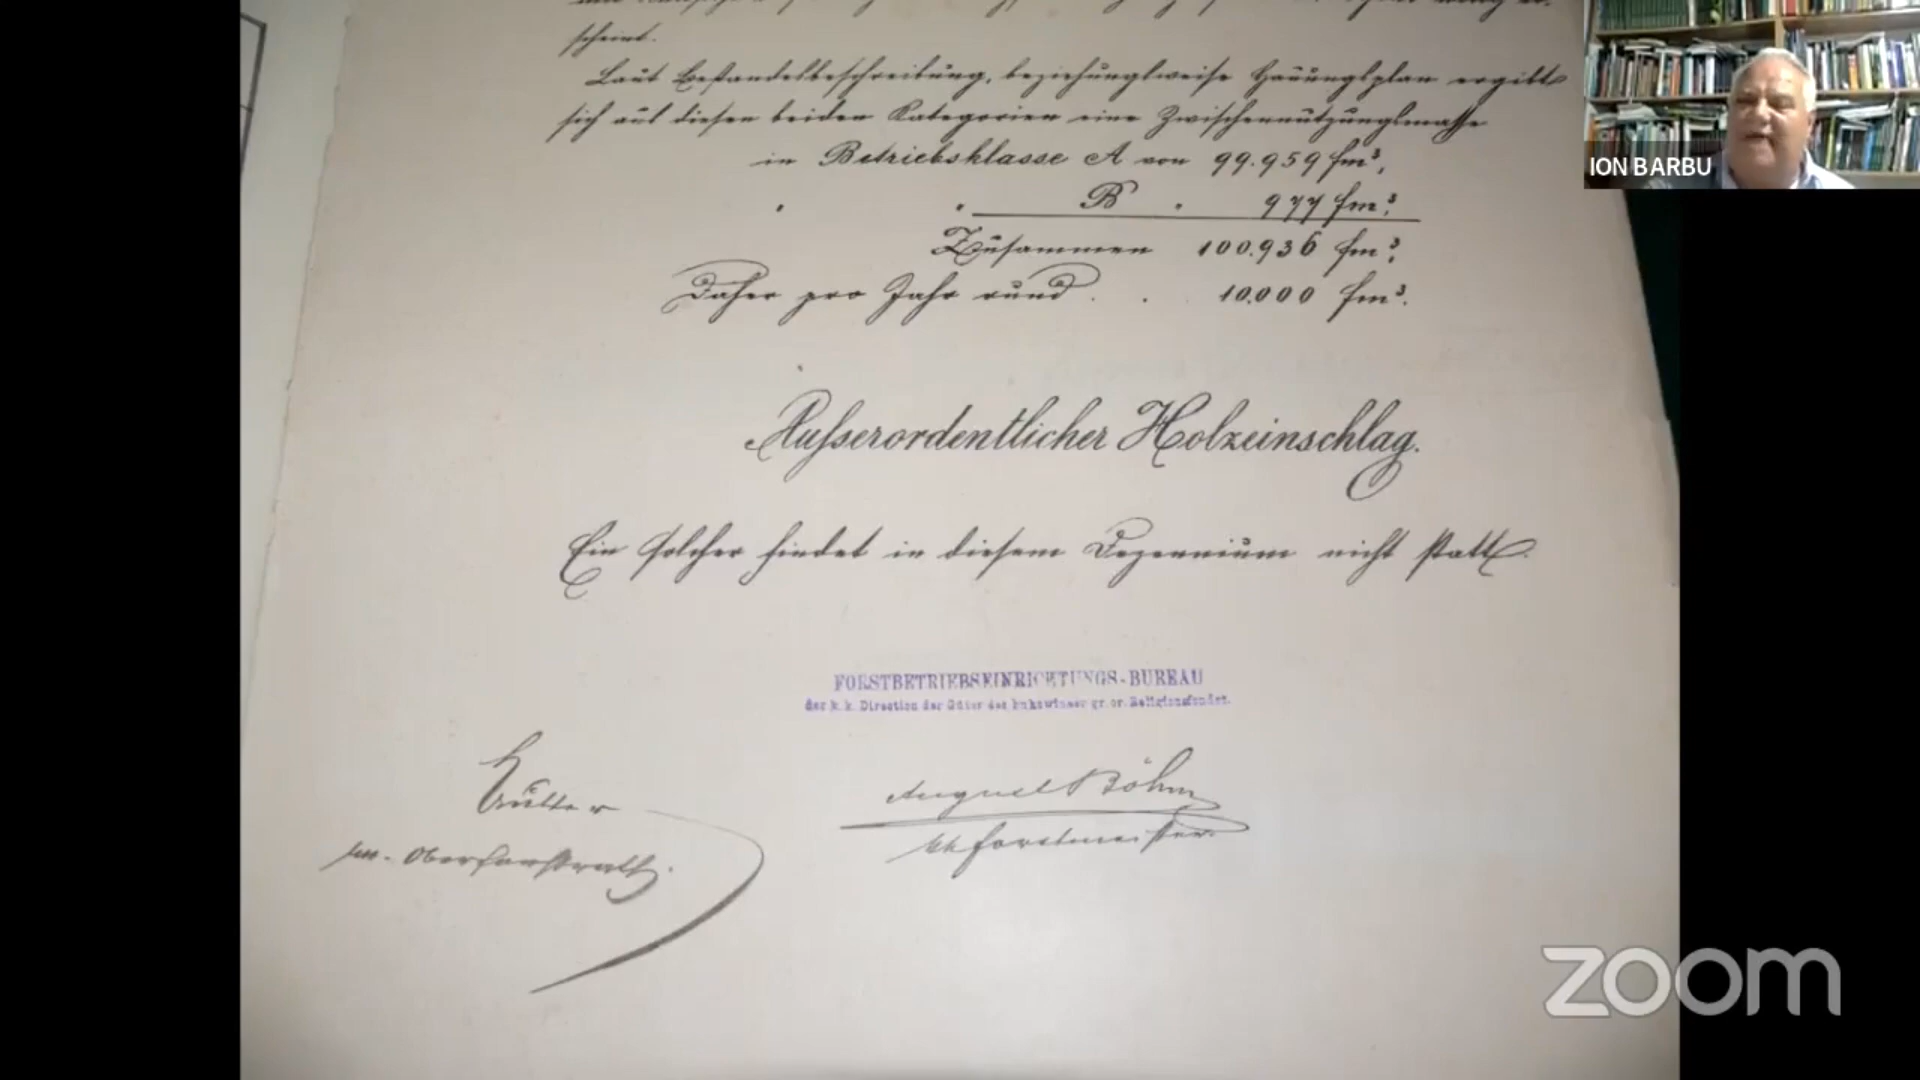 scheint.
Laut Bestandesbeschreibung, beziehungsweise Hauungsplan ergibt
sich aus diesen beiden Kategorien eine Zwischennutzungsmasse
in Betriebsklasse A von 99.959 fm³,
" " B " 977 fm³.
Zusammen 100.936 fm³.
Daher pro Jahr rund . . 10.000 fm³.
Ausserordentlicher Holzeinschlag.
Ein solcher findet in diesem Dezennium nicht statt.
FORSTBETRIEBSEINRICHTUNGS-BUREAU
der k. k. Direction der Güter des bukowinaer gr. or. Religionsfondes.
August Böhm
kk Forstmeister
Oberforstrath.
ION BARBU
zoom